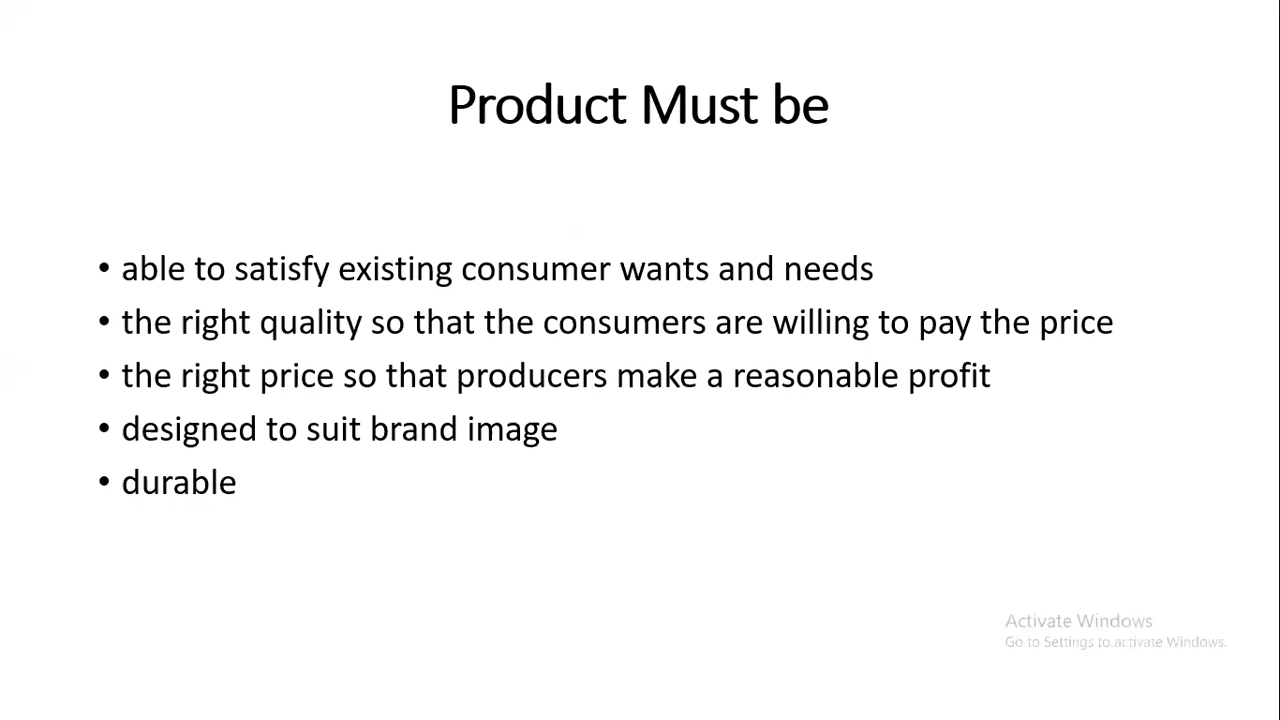 Product Must be
• able to satisfy existing consumer wants and needs
• the right quality so that the consumers are willing to pay the price
• the right price so that producers make a reasonable profit
• designed to suit brand image
• durable
Activate Windows
Go to Settings to activate Windows.